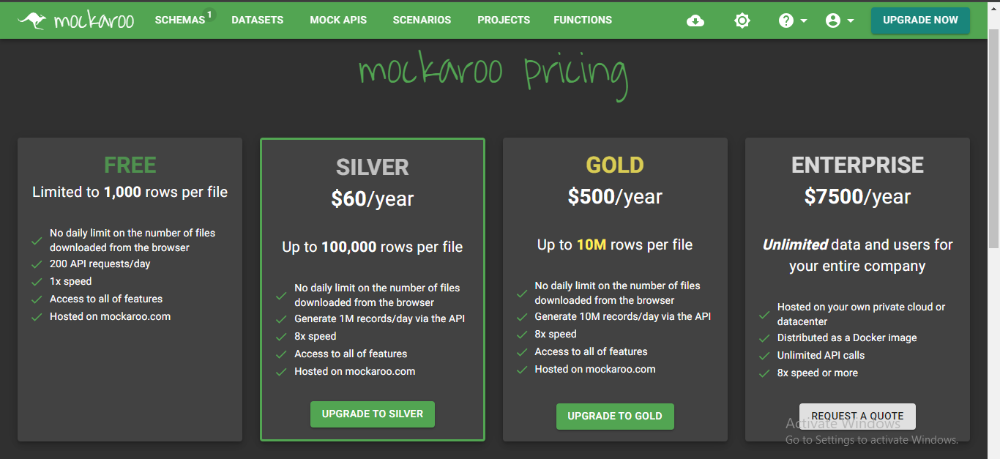 mockaroo
SCHEMAS 1
DATASETS
MOCK APIS
SCENARIOS
PROJECTS
FUNCTIONS
?
UPGRADE NOW
mockaroo pricing
FREE
Limited to 1,000 rows per file
No daily limit on the number of files
downloaded from the browser
200 API requests/day
1x speed
Access to all of features
Hosted on mockaroo.com
SILVER
$60/year
Up to 100,000 rows per file
No daily limit on the number of files
downloaded from the browser
Generate 1M records/day via the API
8x speed
Access to all of features
Hosted on mockaroo.com
UPGRADE TO SILVER
GOLD
$500/year
Up to 10M rows per file
No daily limit on the number of files
downloaded from the browser
Generate 10M records/day via the API
8x speed
Access to all of features
Hosted on mockaroo.com
UPGRADE TO GOLD
ENTERPRISE
$7500/year
Unlimited data and users for
your entire company
Hosted on your own private cloud or
datacenter
Distributed as a Docker image
Unlimited API calls
8x speed or more
REQUEST A QUOTE
Activate Windows
Go to Settings to activate Windows.